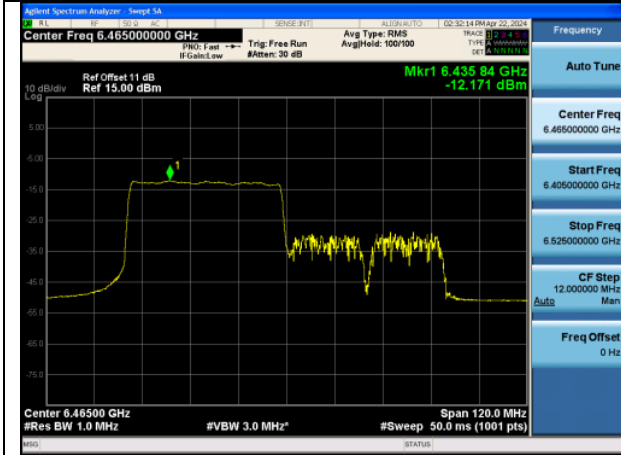 Agilent Spectrum Analyzer - Swept SA
RL RF 50 Ω AC SENSE:INT ALIGN AUTO 02:32:14 PM Apr 22, 2024
Center Freq 6.465000000 GHz
PNO: Fast
IFGain:Low
Trig: Free Run
#Atten: 30 dB
Avg Type: RMS
Avg|Hold: 100/100
TRACE 1 2 3 4 5 6
TYPE A
DET A N N N N N
Frequency
Auto Tune
Center Freq
6.465000000 GHz
Start Freq
6.405000000 GHz
Stop Freq
6.525000000 GHz
CF Step
12.000000 MHz
Auto Man
Freq Offset
0 Hz
Ref Offset 11 dB
10 dB/div Ref 15.00 dBm
Log
Mkr1 6.435 84 GHz
-12.171 dBm
5.00
-5.00
1
-15.0
-25.0
-35.0
-45.0
-55.0
-65.0
-75.0
Center 6.46500 GHz Span 120.0 MHz
#Res BW 1.0 MHz #VBW 3.0 MHz* #Sweep 50.0 ms (1001 pts)
MSG STATUS